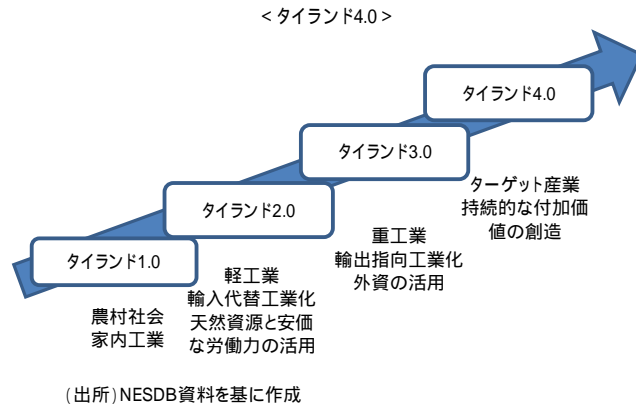 <タイランド4.0>
タイランド4.0
タイランド3.0
ターゲット産業
持続的な付加価
値の創造
タイランド2.0
重工業
輸出指向工業化
外資の活用
タイランド1.0
軽工業
輸入代替工業化
天然資源と安価
な労働力の活用
農村社会
家内工業
(出所)NESDB資料を基に作成